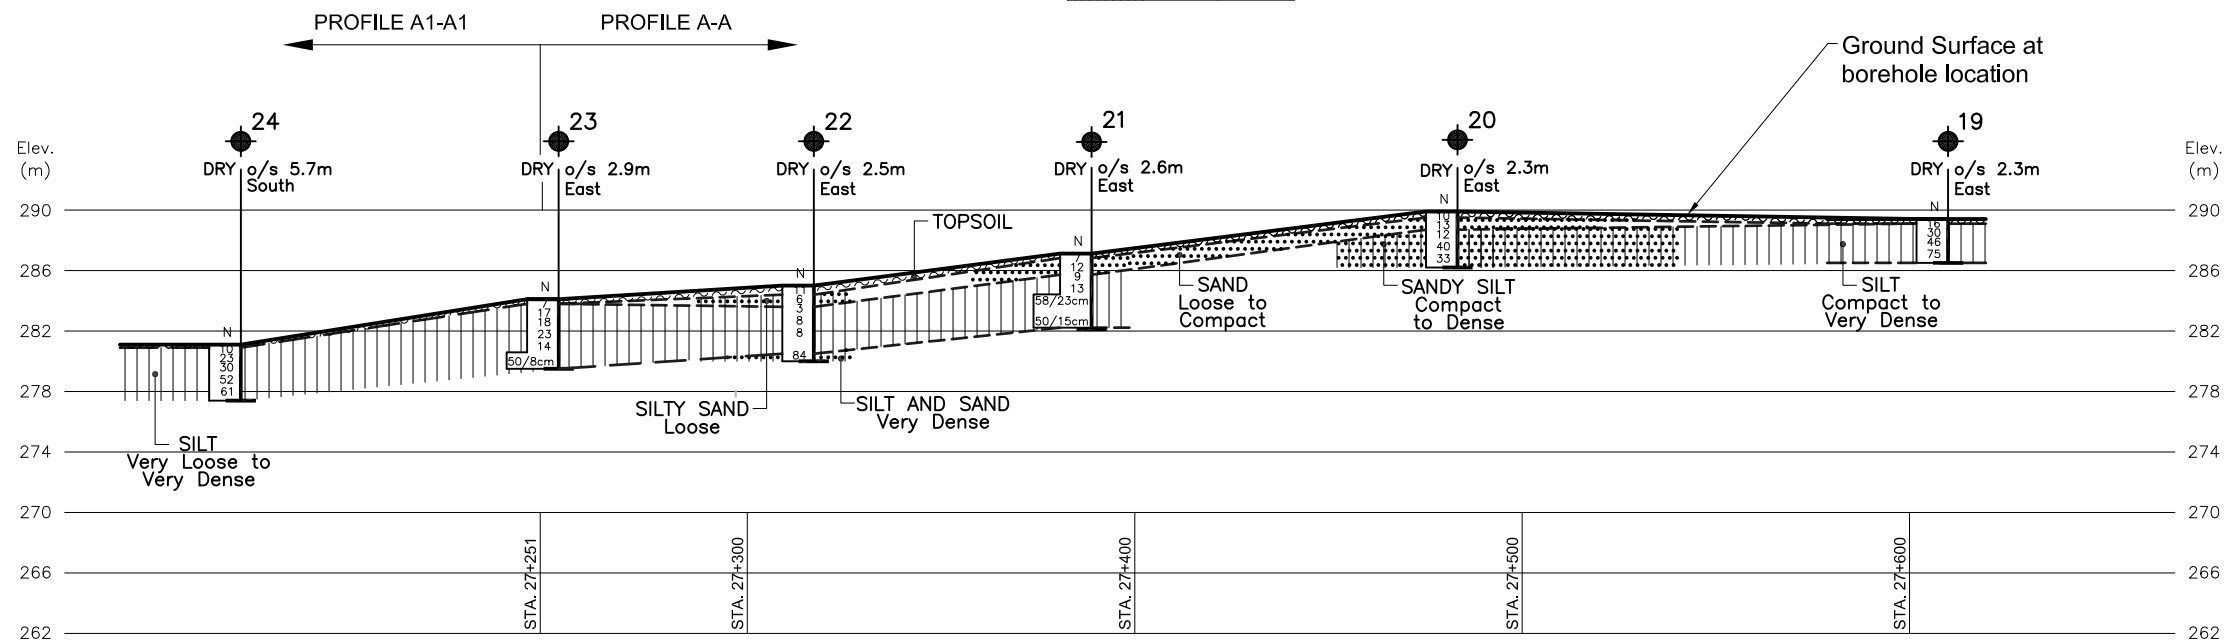 PROFILE A1-A1
PROFILE A-A
Ground Surface at
borehole location
24
23
22
21
20
19
Elev.
(m)
DRY o/s 5.7m
South
DRY o/s 2.9m
East
DRY o/s 2.5m
East
DRY o/s 2.6m
East
DRY o/s 2.3m
East
DRY o/s 2.3m
East
Elev.
(m)
290
290
286
286
282
282
278
278
274
274
270
270
266
266
262
262
TOPSOIL
N
10
23
30
52
61
N
7
17
18
23
14
50/8cm
N
11
6
3
8
8
84
N
7
12
9
13
58/23cm
50/15cm
N
10
13
12
40
33
N
16
30
46
75
SAND
Loose to
Compact
SANDY SILT
Compact
to Dense
SILT
Compact to
Very Dense
SILTY SAND
Loose
SILT AND SAND
Very Dense
SILT
Very Loose to
Very Dense
STA. 27+251
STA. 27+300
STA. 27+400
STA. 27+500
STA. 27+600